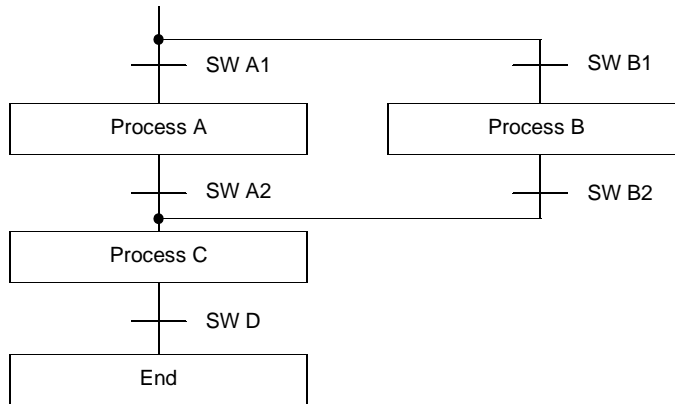 SW A1
SW B1
Process A
Process B
SW A2
SW B2
Process C
SW D
End